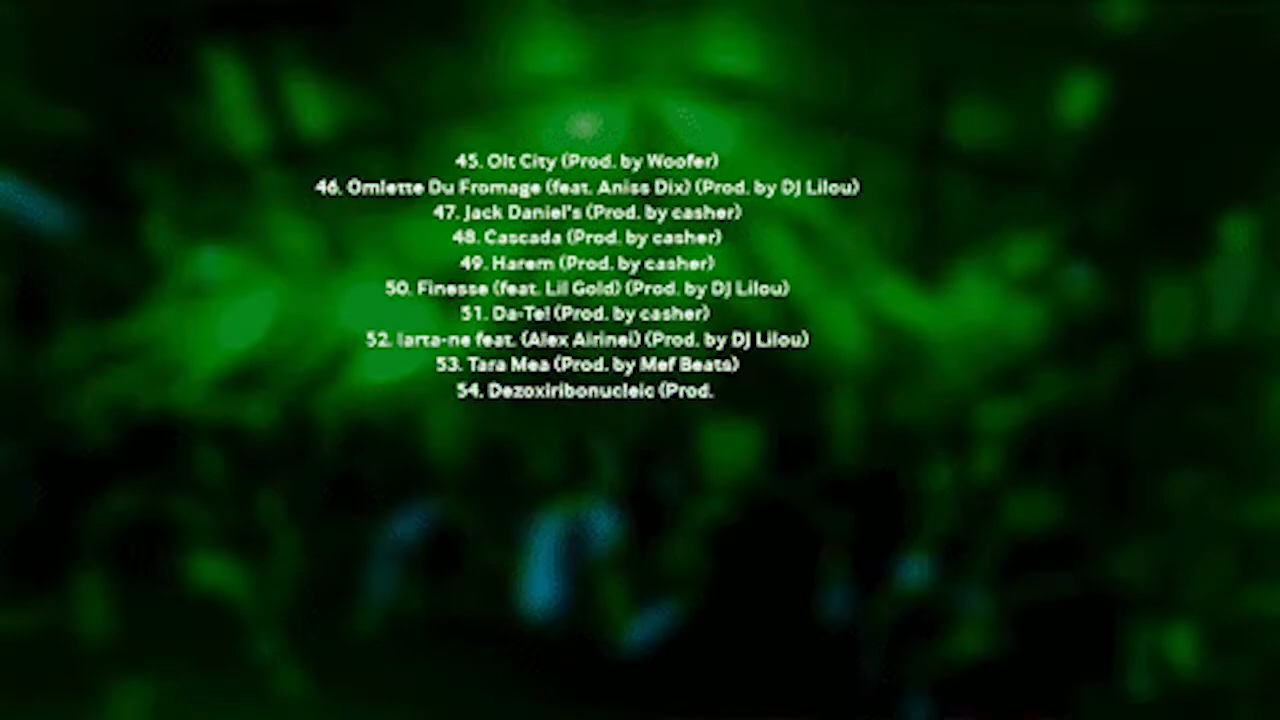 45. Olt City (Prod. by Woofer)
46. Omlette Du Fromage (feat. Aniss Dix) (Prod. by DJ Lilou)
47. Jack Daniel's (Prod. by casher)
48. Cascada (Prod. by casher)
49. Harem (Prod. by casher)
50. Finesse (feat. Lil Gold) (Prod. by DJ Lilou)
51. Da-Te! (Prod. by casher)
52. Iarta-ne feat. (Alex Airinei) (Prod. by DJ Lilou)
53. Tara Mea (Prod. by Mef Beats)
54. Dezoxiribonucleic (Prod.